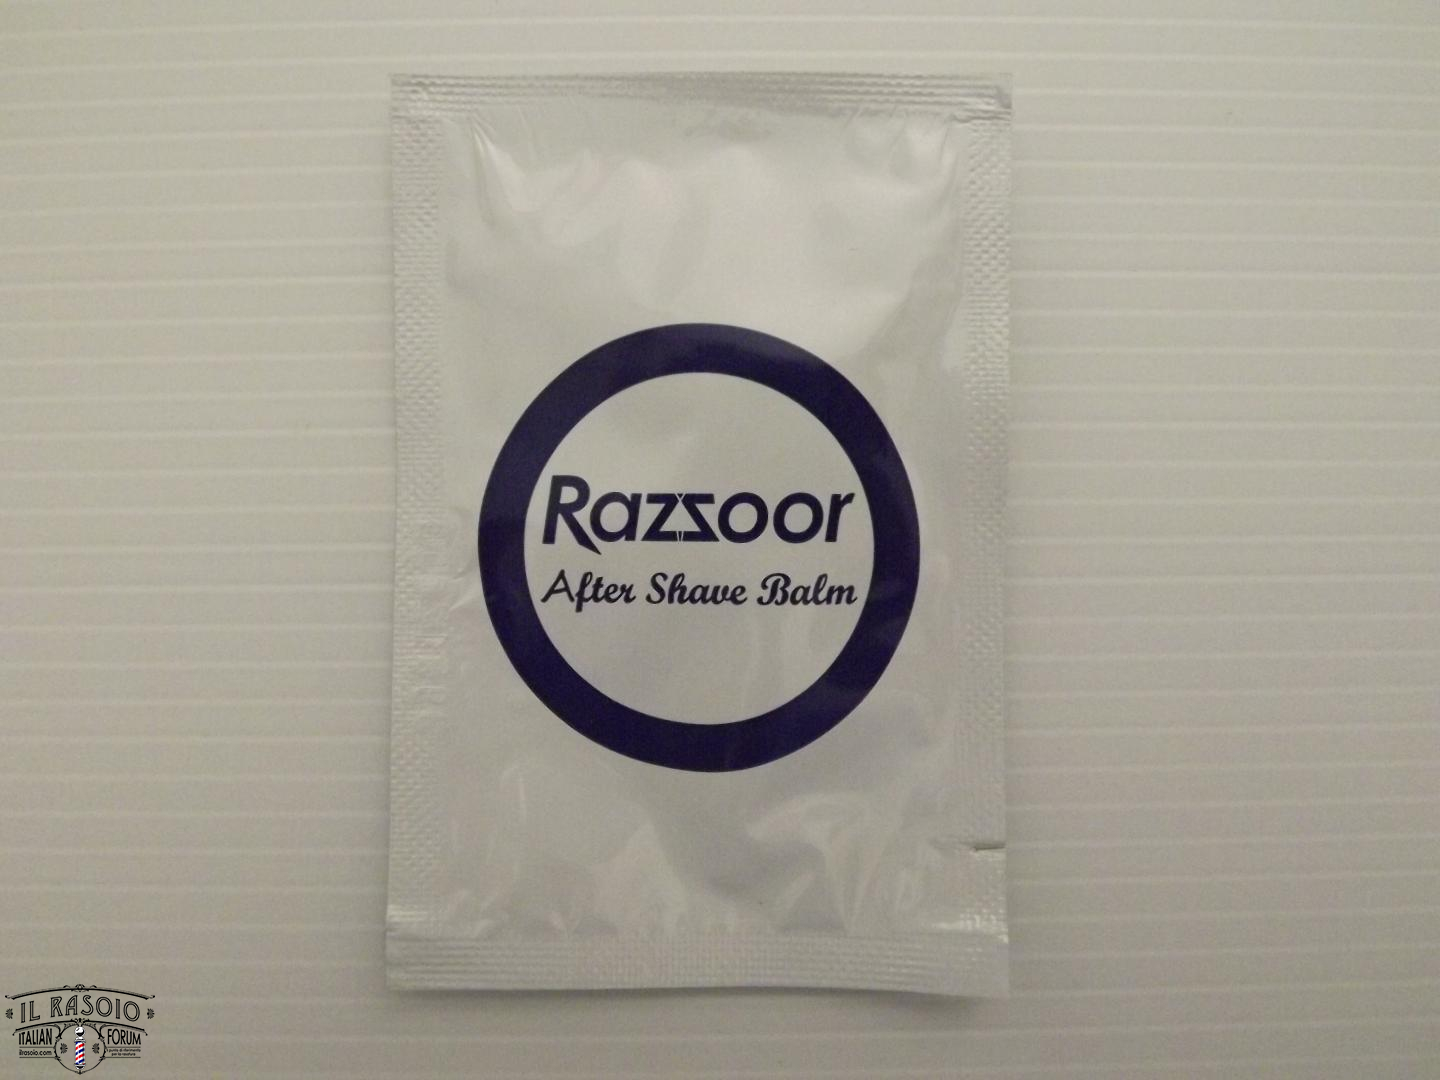 Razzoor
After Shave Balm
IL RASOIO
ITALIAN FORUM
ilrasoio.com